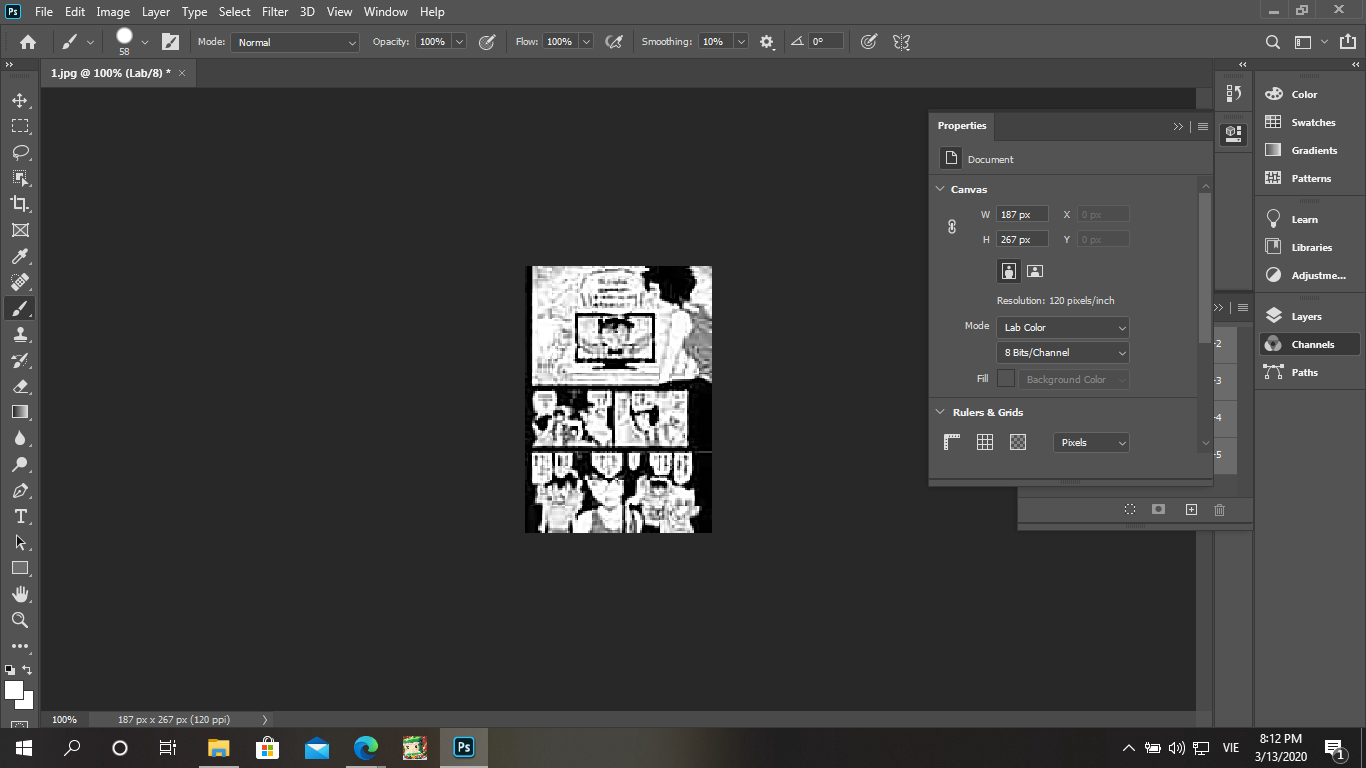 Ps File Edit Image Layer Type Select Filter 3D View Window Help
58 Mode: Normal Opacity: 100% Flow: 100% Smoothing: 10% 0°
1.jpg @ 100% (Lab/8) * ×
Properties
Document
Canvas
W 187 px X 0 px
H 267 px Y 0 px
Resolution: 120 pixels/inch
Mode Lab Color
8 Bits/Channel
Fill Background Color
Rulers & Grids
Pixels
Color
Swatches
Gradients
Patterns
Learn
Libraries
Adjustme...
Layers
Channels
Paths
2
3
4
5
100% 187 px x 267 px (120 ppi)
Ps
VIE
8:12 PM
3/13/2020
1